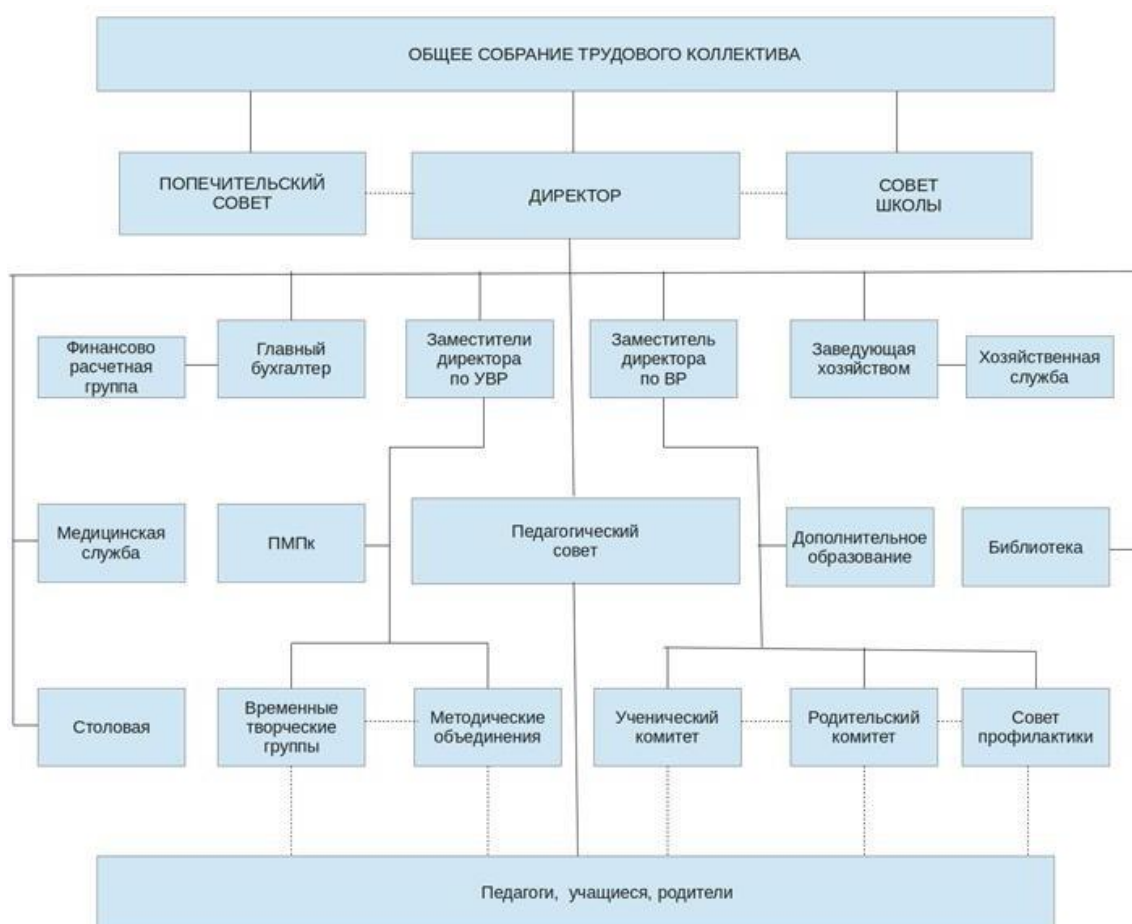 ОБЩЕЕ СОБРАНИЕ ТРУДОВОГО КОЛЛЕКТИВА
ПОПЕЧИТЕЛЬСКИЙ
СОВЕТ
ДИРЕКТОР
СОВЕТ
ШКОЛЫ
Финансово
расчетная
группа
Главный
бухгалтер
Заместители
директора
по УВР
Заместитель
директора
по ВР
Заведующая
хозяйством
Хозяйственная
служба
Медицинская
служба
ПМПк
Педагогический
совет
Дополнительное
образование
Библиотека
Столовая
Временные
творческие
группы
Методические
объединения
Ученический
комитет
Родительский
комитет
Совет
профилактики
Педагоги, учащиеся, родители